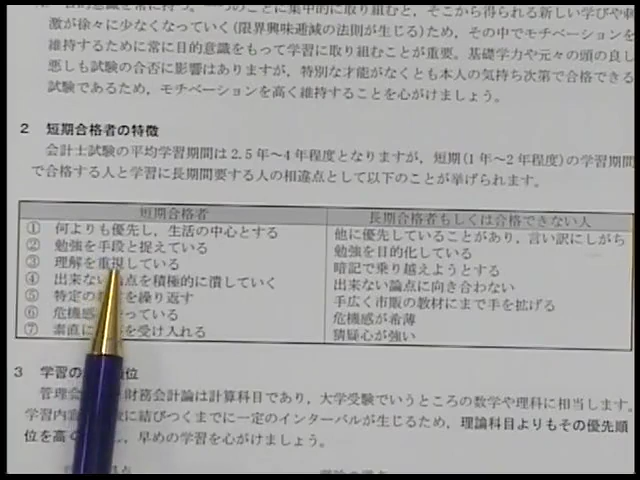 激が徐々に少なくなっていく(限界興味逓減の法則が生じる)ため、その中でモチベーションを
維持するために常に目的意識をもって学習に取り組むことが重要。基礎学力や元々の頭の良し
悪しも試験の合否に影響はありますが、特別な才能がなくとも本人の気持ち次第で合格できる
試験であるため、モチベーションを高く維持することを心がけましょう。
2 短期合格者の特徴
会計士試験の平均学習期間は2.5年～4年程度となりますが、短期(1年～2年程度)の学習期間
で合格する人と学習に長期間要する人の相違点として以下のことが挙げられます。
短期合格者 長期合格者もしくは合格できない人
① 何よりも優先し、生活の中心とする 他に優先していることがあり、言い訳にしがち
② 勉強を手段と捉えている 勉強を目的化している
③ 理解を重視している 暗記で乗り越えようとする
④ 出来ない論点を積極的に潰していく 出来ない論点に向き合わない
⑤ 特定の を繰り返す 手広く市販の教材にまで手を拡げる
⑥ 危機感 っている 危機感が希薄
⑦ 素直に を受け入れる 猜疑心が強い
3 学習の 位
管理会 財務会計論は計算科目であり、大学受験でいうところの数学や理科に相当します。
学習内容 に結びつくまでに一定のインターバルが生じるため、理論科目よりもその優先順
位を高く 、早めの学習を心がけましょう。